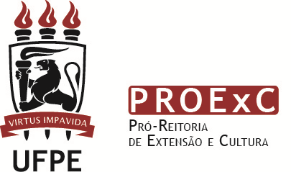 VIRTUS IMPAVIDA
UFPE
PROExC
PRÓ-REITORIA
DE EXTENSÃO E CULTURA